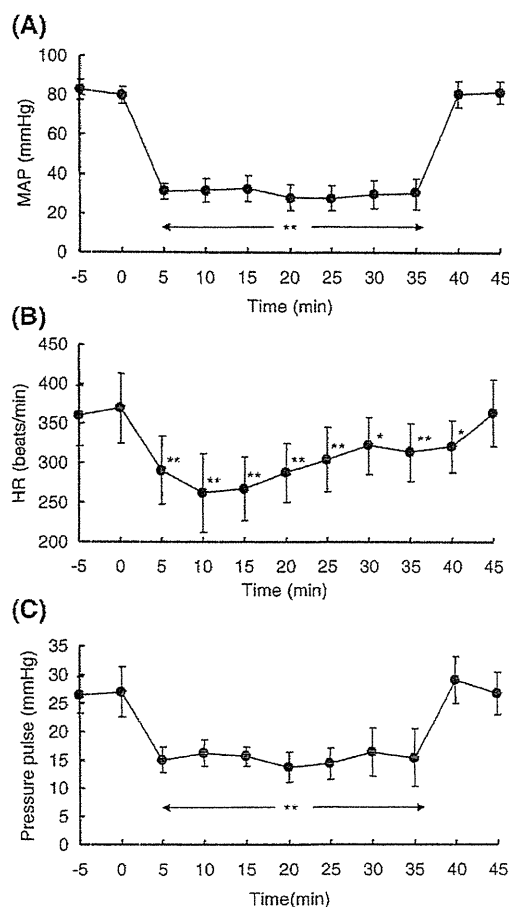 (A)
100
80
60
40
20
0
MAP (mmHg)
**
-5 0 5 10 15 20 25 30 35 40 45
Time (min)
(B)
450
400
350
300
250
200
HR (beats/min)
** ** ** ** ** * ** *
-5 0 5 10 15 20 25 30 35 40 45
Time (min)
(C)
35
30
25
20
15
10
5
0
Pressure pulse (mmHg)
**
-5 0 5 10 15 20 25 30 35 40 45
Time(min)